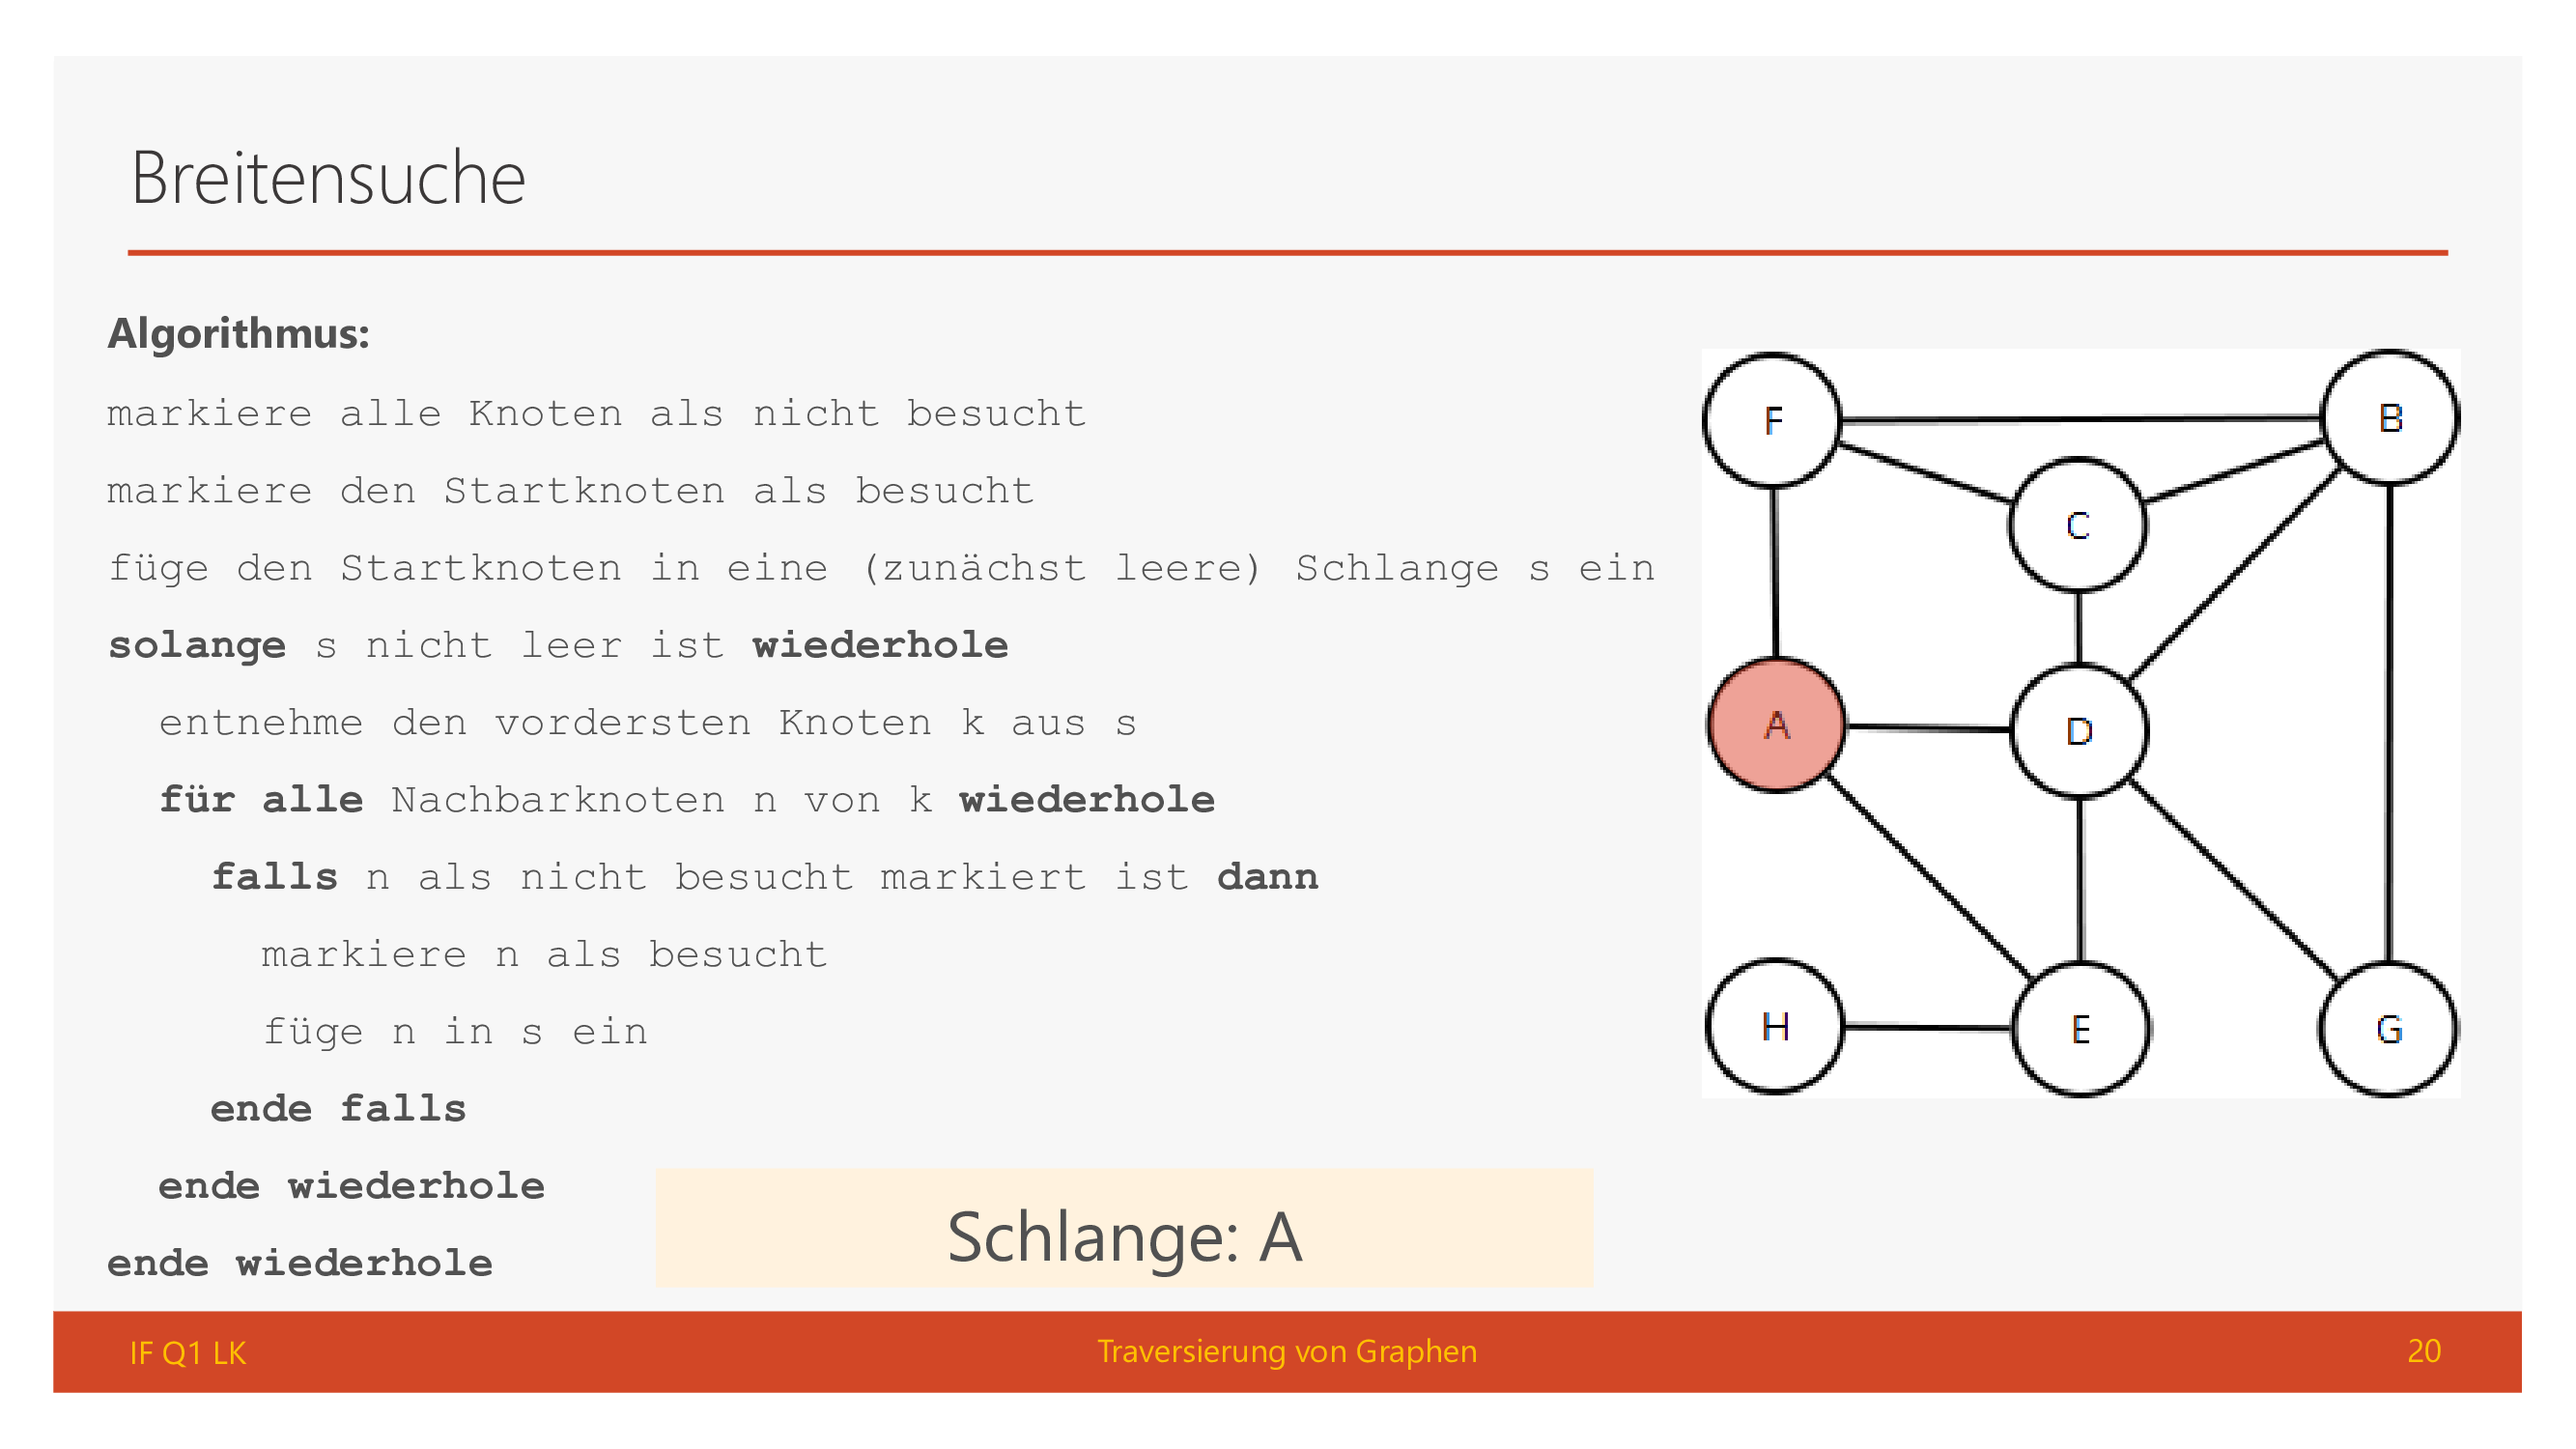 Breitensuche
Algorithmus:
markiere alle Knoten als nicht besucht
markiere den Startknoten als besucht
füge den Startknoten in eine (zunächst leere) Schlange s ein
solange s nicht leer ist wiederhole
entnehme den vordersten Knoten k aus s
für alle Nachbarknoten n von k wiederhole
falls n als nicht besucht markiert ist dann
markiere n als besucht
füge n in s ein
ende falls
ende wiederhole
ende wiederhole
Schlange: A
F
B
C
A
D
H
E
G
IF Q1 LK
Traversierung von Graphen
20